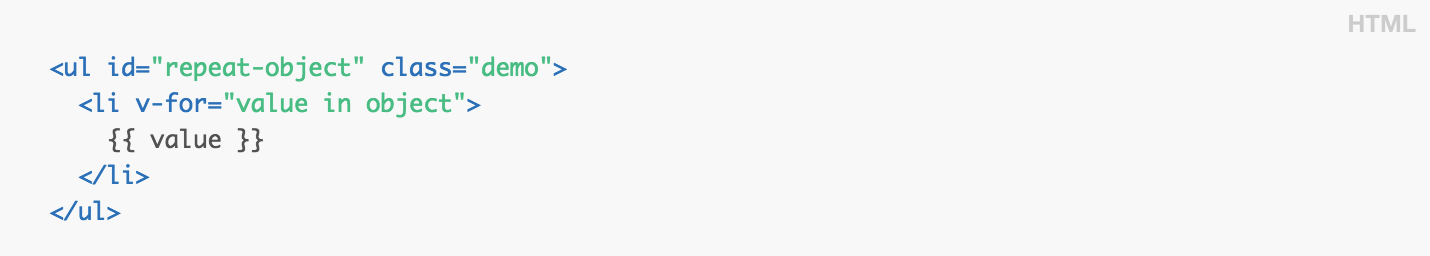 HTML
<ul id="repeat-object" class="demo">
  <li v-for="value in object">
    {{ value }}
  </li>
</ul>